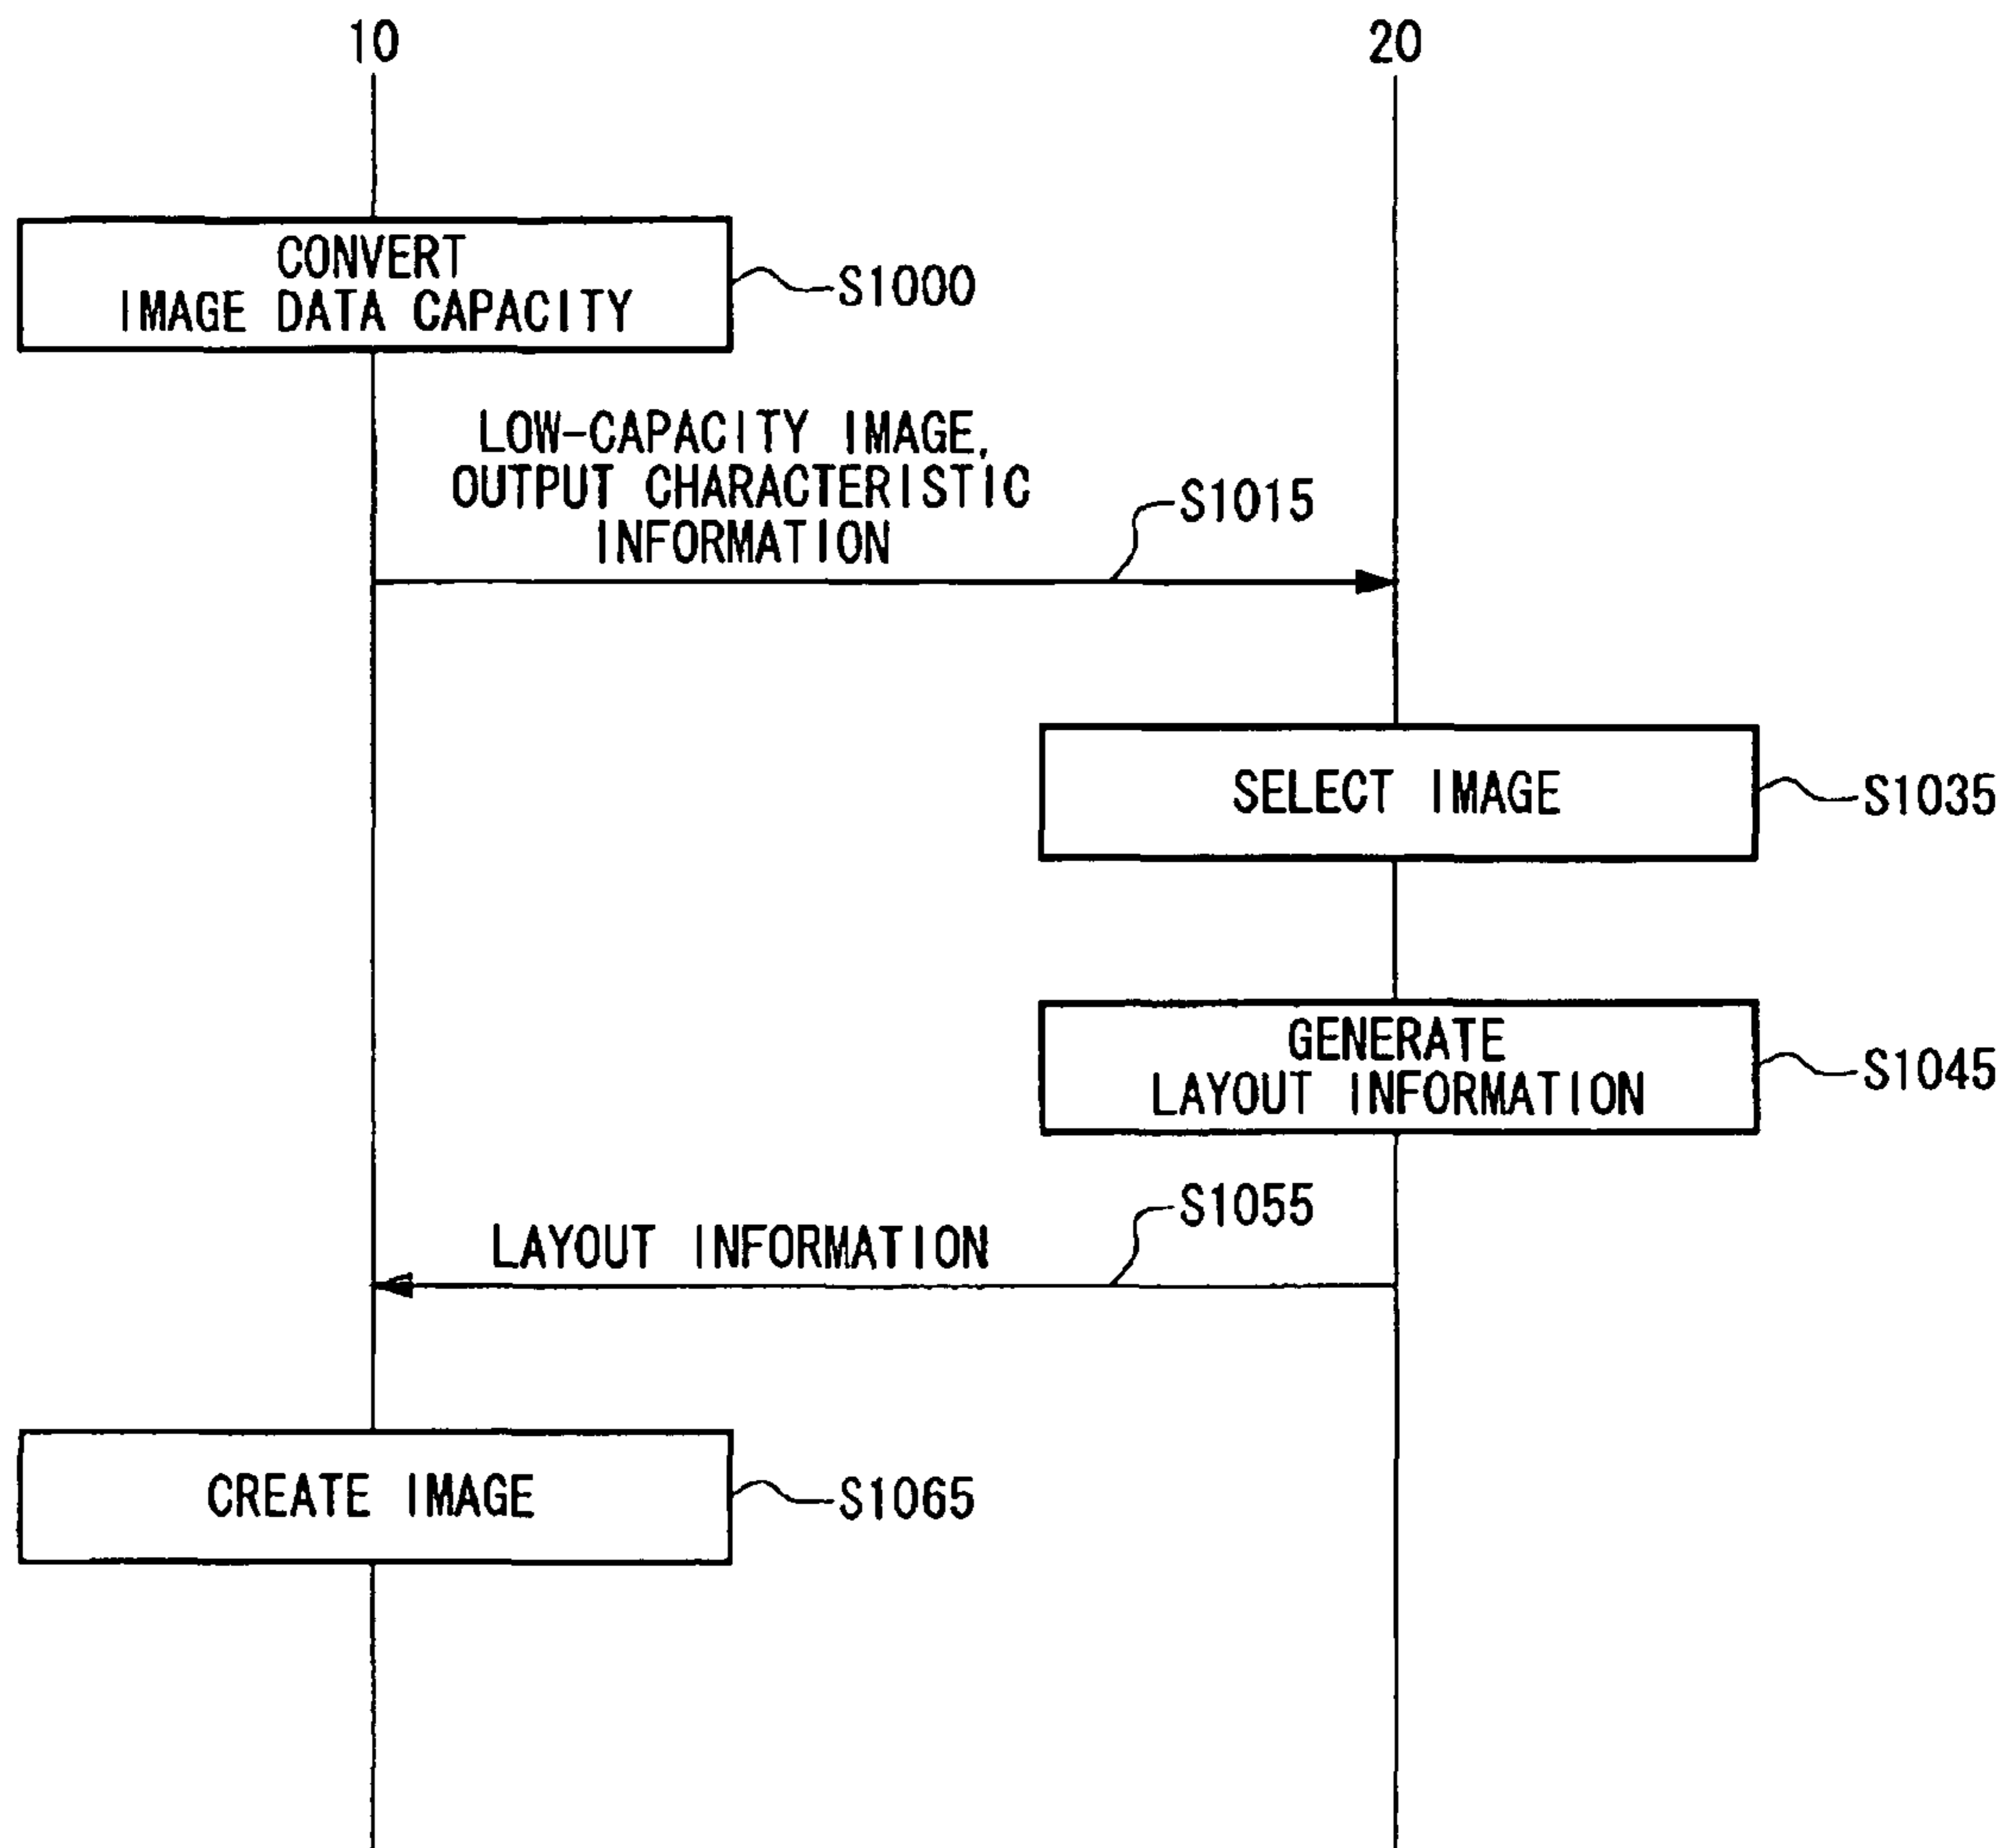 10
20
CONVERT
IMAGE DATA CAPACITY
S1000
LOW-CAPACITY IMAGE,
OUTPUT CHARACTERISTIC
INFORMATION
S1015
SELECT IMAGE
S1035
GENERATE
LAYOUT INFORMATION
S1045
S1055
LAYOUT INFORMATION
CREATE IMAGE
S1065